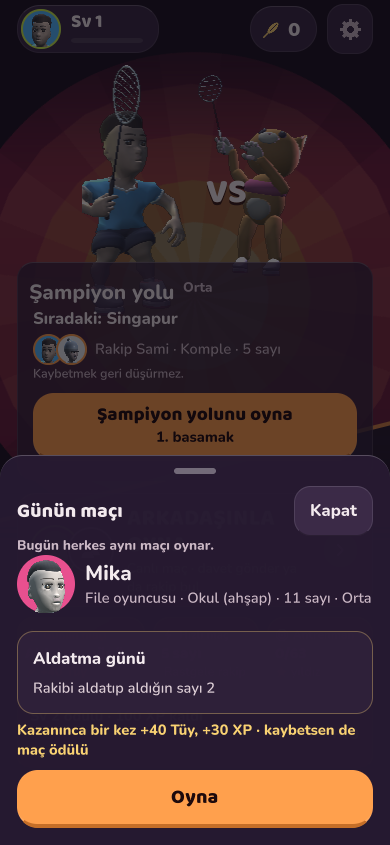 Sv 1
0
VS
Şampiyon yolu Orta
Sıradaki: Singapur
Rakip Sami · Komple · 5 sayı
Kaybetmek geri düşürmez.
Şampiyon yolunu oyna
1. basamak
Günün maçı
Kapat
Bugün herkes aynı maçı oynar.
Mika
File oyuncusu · Okul (ahşap) · 11 sayı · Orta
Aldatma günü
Rakibi aldatıp aldığın sayı 2
Kazanınca bir kez +40 Tüy, +30 XP · kaybetsen de
maç ödülü
Oyna